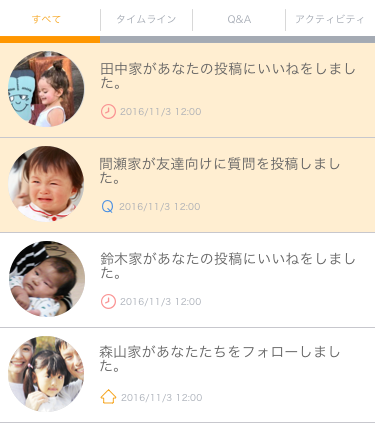 すべて
タイムライン
Q&A
アクティビティ
田中家があなたの投稿にいいねをしまし
た。
2016/11/3 12:00
間瀬家が友達向けに質問を投稿しまし
た。
Q 2016/11/3 12:00
鈴木家があなたの投稿にいいねをしまし
た。
2016/11/3 12:00
森山家があなたたちをフォローしまし
た。
2016/11/3 12:00